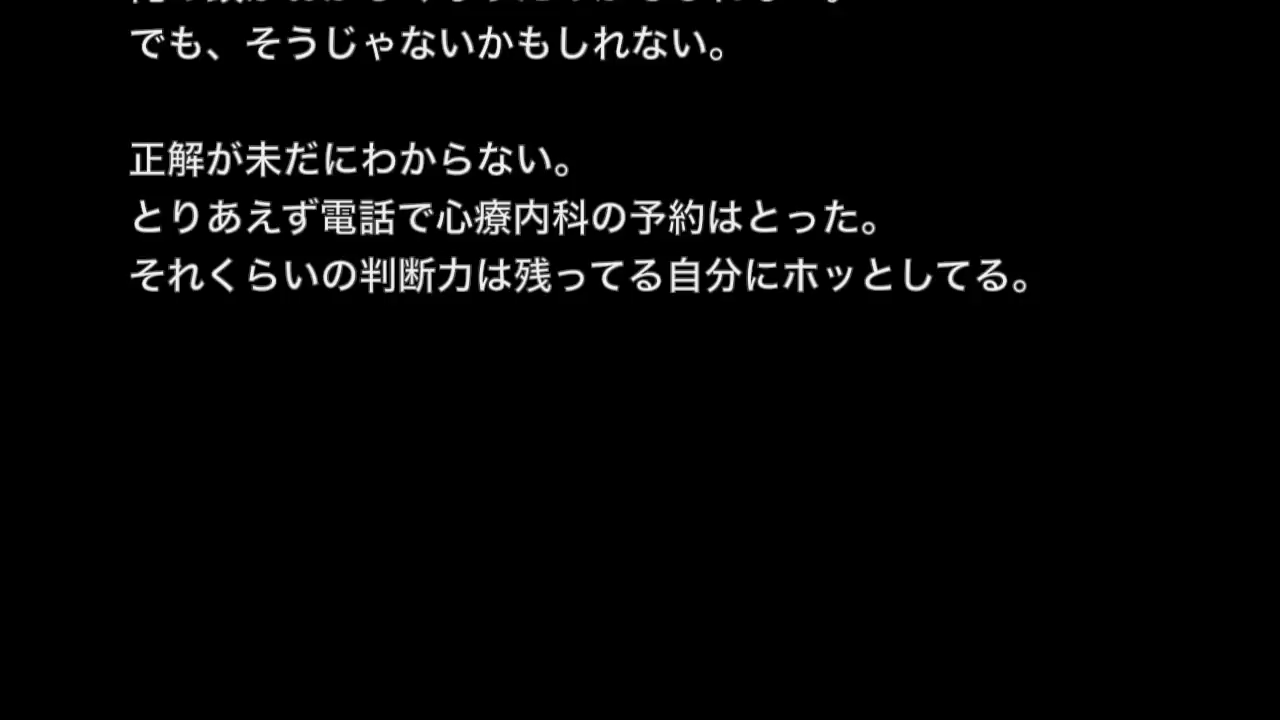 でも、そうじゃないかもしれない。
正解が未だにわからない。
とりあえず電話で心療内科の予約はとった。
それくらいの判断力は残ってる自分にホッとしてる。